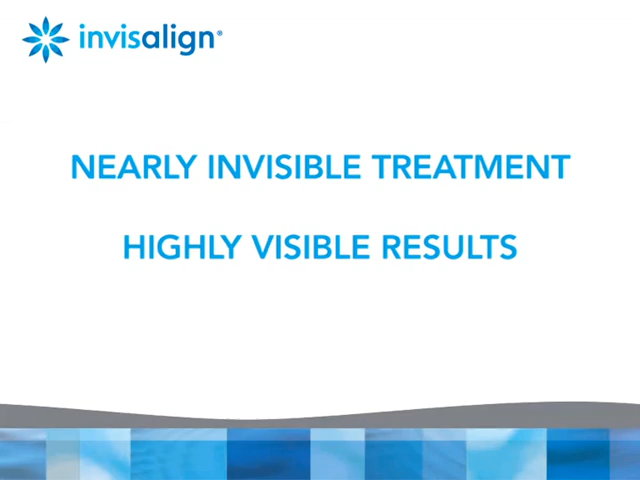 invisalign®
NEARLY INVISIBLE TREATMENT
HIGHLY VISIBLE RESULTS